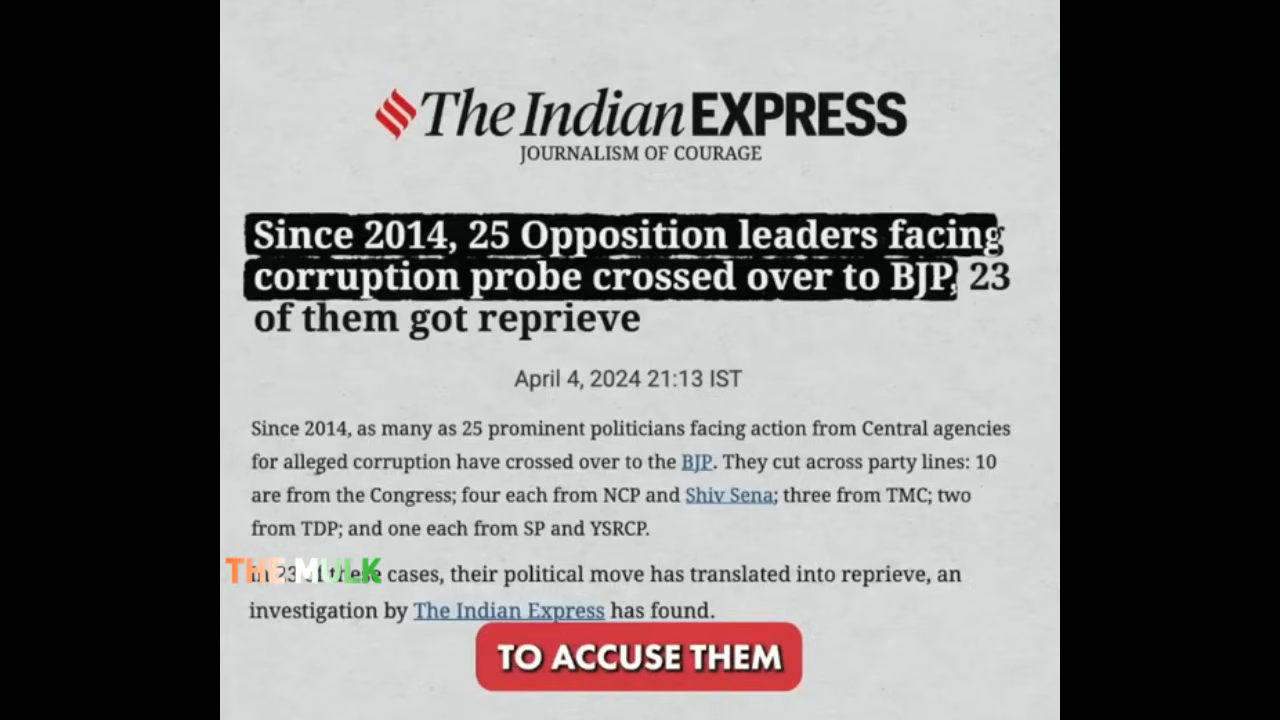 The Indian EXPRESS
JOURNALISM OF COURAGE
Since 2014, 25 Opposition leaders facing
corruption probe crossed over to BJP, 23
of them got reprieve
April 4, 2024 21:13 IST
Since 2014, as many as 25 prominent politicians facing action from Central agencies
for alleged corruption have crossed over to the BJP. They cut across party lines: 10
are from the Congress; four each from NCP and Shiv Sena; three from TMC; two
from TDP; and one each from SP and YSRCP.
THE MULK
In 23 of these cases, their political move has translated into reprieve, an
investigation by The Indian Express has found.
TO ACCUSE THEM